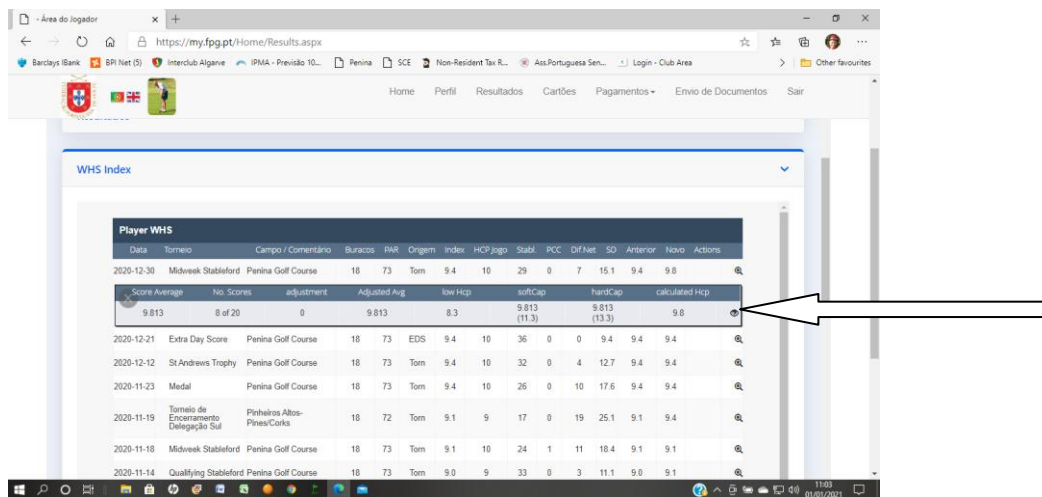 - Área do Jogador
https://my.fpg.pt/Home/Results.aspx
Barclays IBank BPI Net (5) Interclub Algarve IPMA - Previsão 10... Penina SCE Non-Resident Tax R... Ass.Portuguesa Sen... Login - Club Area Other favourites
Home Perfil Resultados Cartões Pagamentos Envio de Documentos Sair
Resultados
WHS Index
Player WHS
Data Torneio Campo / Comentário Buracos PAR Origem Index HCP Jogo Stabl. PCC Dif.Net SD Anterior Novo Actions
2020-12-30 Midweek Stableford Penina Golf Course 18 73 Torn 9.4 10 29 0 7 15.1 9.4 9.8
Score Average No. Scores adjustment Adjusted Avg low Hcp softCap hardCap calculated Hcp
9.813 8 of 20 0 9.813 8.3 9.813 (11.3) 9.813 (13.3) 9.8
2020-12-21 Extra Day Score Penina Golf Course 18 73 EDS 9.4 10 36 0 0 9.4 9.4 9.4
2020-12-12 St Andrews Trophy Penina Golf Course 18 73 Torn 9.4 10 32 0 4 12.7 9.4 9.4
2020-11-23 Medal Penina Golf Course 18 73 Torn 9.4 10 26 0 10 17.6 9.4 9.4
2020-11-19 Torneio de Encerramento Delegação Sul Pinheiros Altos-Pines/Corks 18 72 Torn 9.1 9 17 0 19 25.1 9.1 9.4
2020-11-18 Midweek Stableford Penina Golf Course 18 73 Torn 9.1 10 24 1 11 18.4 9.1 9.1
2020-11-14 Qualifying Stableford Penina Golf Course 18 73 Torn 9.0 9 33 0 3 11.1 9.0 9.1
11:03
01/01/2021